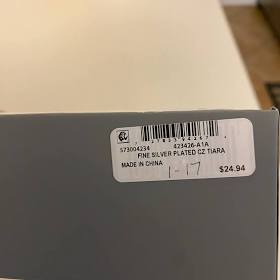 573004234 423426-A1A
FINE SILVER PLATED CZ TIARA
MADE IN CHINA
1-17 $24.94